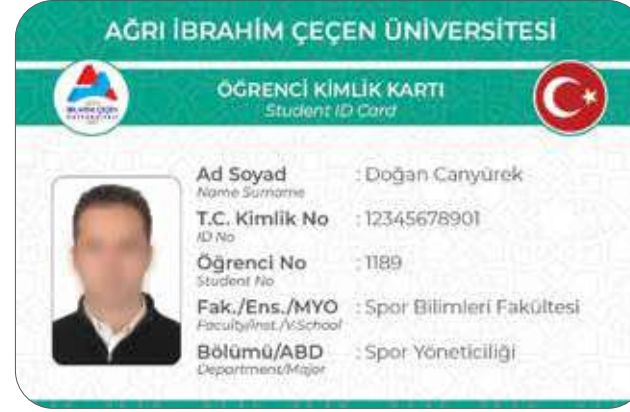 AĞRI İBRAHİM ÇEÇEN ÜNİVERSİTESİ
ÖĞRENCİ KİMLİK KARTI
Student ID Card
Ad Soyad : Doğan Canyürek
Name Surname
T.C. Kimlik No : 12345678901
ID No
Öğrenci No : 1189
Student No
Fak./Ens./MYO : Spor Bilimleri Fakültesi
Faculty/Inst./V.School
Bölümü/ABD : Spor Yöneticiliği
Department/Major